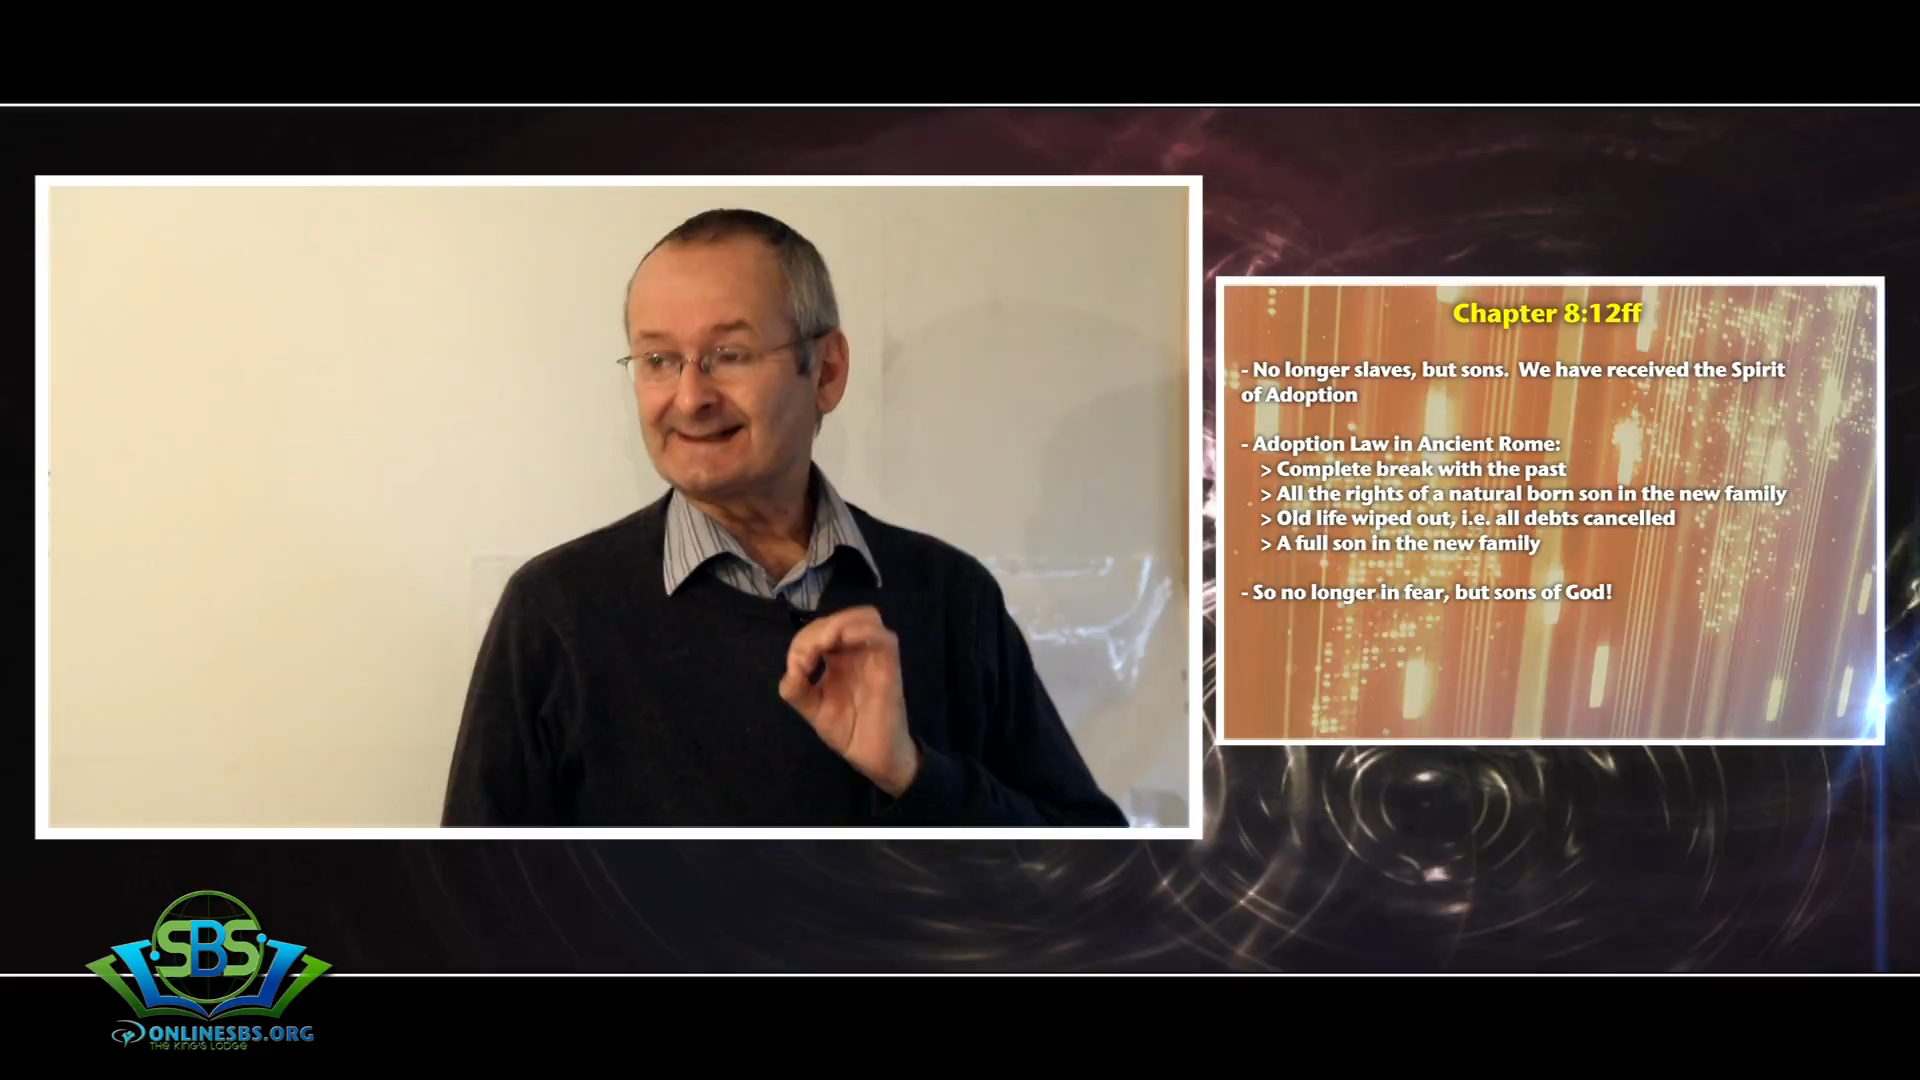 Chapter 8:12ff
- No longer slaves, but sons.  We have received the Spirit
of Adoption
- Adoption Law in Ancient Rome:
> Complete break with the past
> All the rights of a natural born son in the new family
> Old life wiped out, i.e. all debts cancelled
> A full son in the new family
- So no longer in fear, but sons of God!
SBS
ONLINESBS.ORG
THE KING'S LODGE